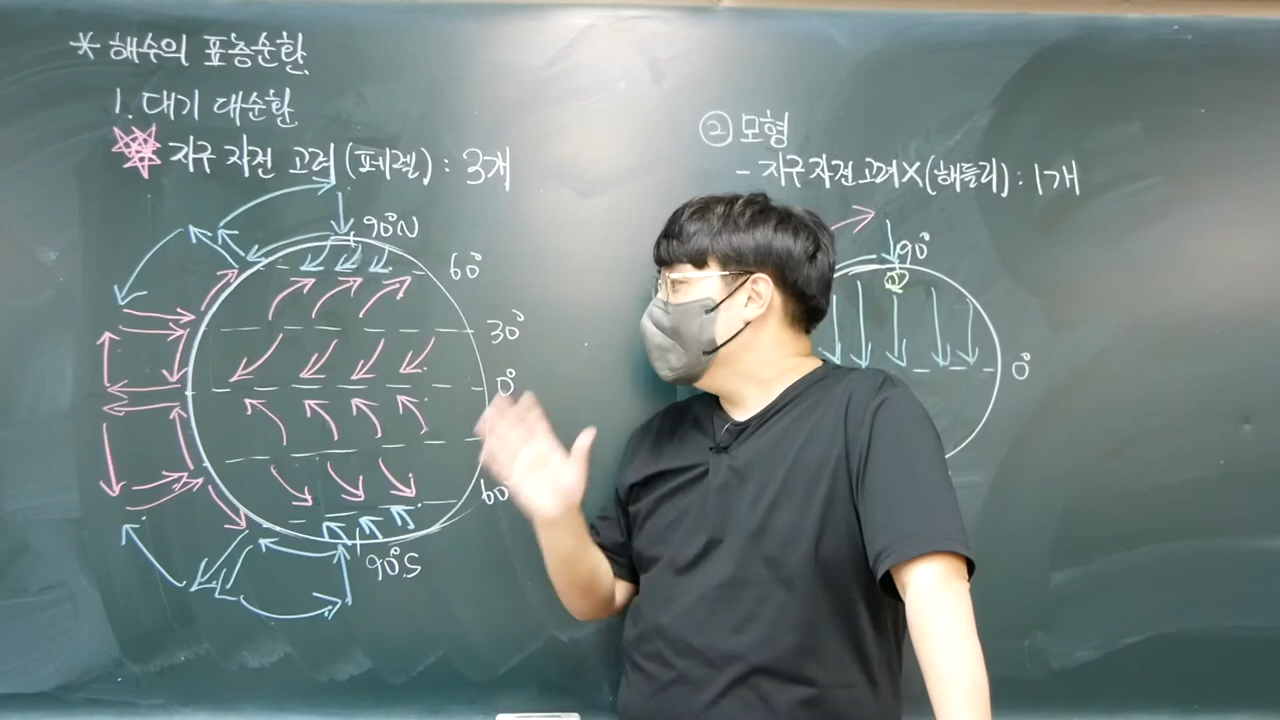 * 해수의 표층순환
1. 대기 대순환
지구 자전 고려 (페렐) : 3개
90°N
60°
30°
0°
60°
90°S
② 모형
- 지구 자전 고려 X (해들리) : 1개
90°
0°